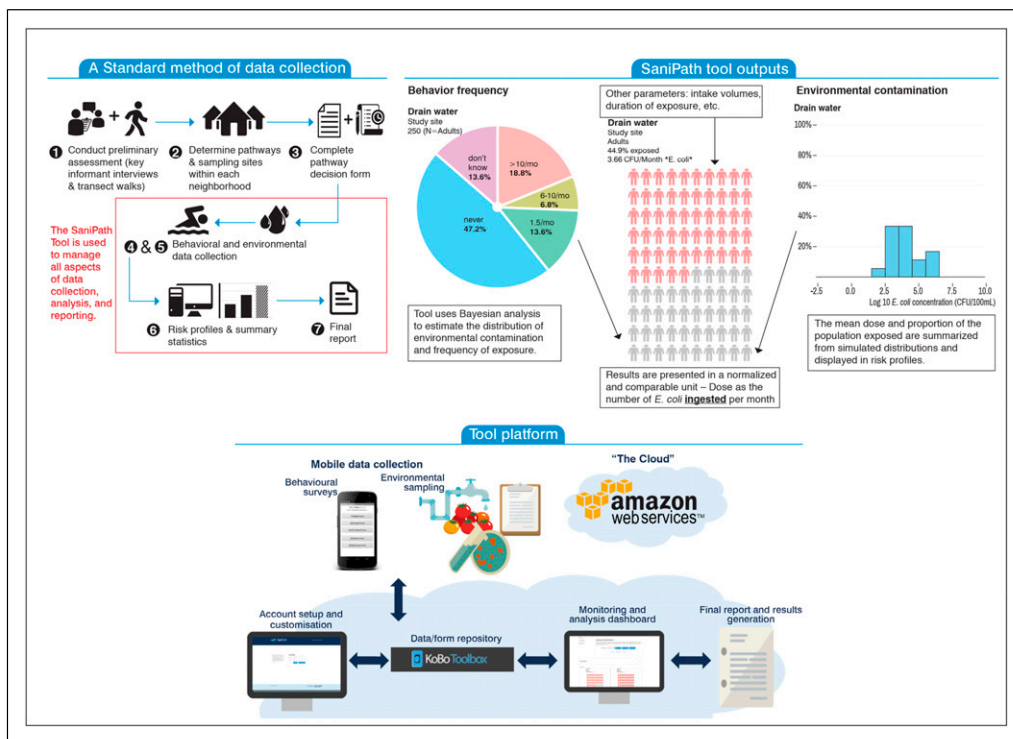 A Standard method of data collection
1 Conduct preliminary
assessment (key
informant interviews
& transect walks)
2 Determine pathways
& sampling sites
within each
neighborhood
3 Complete
pathway
decision form
The SaniPath
Tool is used
to manage
all aspects
of data
collection,
analysis, and
reporting.
4 & 5 Behavioral and environmental
data collection
6 Risk profiles & summary
statistics
7 Final
report
SaniPath tool outputs
Behavior frequency
Drain water
Study site
250 (N–Adults)
don't
know
13.6%
>10/mo
18.8%
6-10/mo
6.8%
1.5/mo
13.6%
never
47.2%
Tool uses Bayesian analysis
to estimate the distribution of
environmental contamination
and frequency of exposure.
Other parameters: intake volumes,
duration of exposure, etc.
Drain water
Study site
Adults
44.9% exposed
3.66 CFU/Month *E. coli*
Results are presented in a normalized
and comparable unit – Dose as the
number of E. coli ingested per month
Environmental contamination
Drain water
100%
80%
60%
40%
20%
-2.5 0.0 2.5 5.0 7.5 10.0
Log 10 E. coli concentration (CFU/100mL)
The mean dose and proportion of the
population exposed are summarized
from simulated distributions and
displayed in risk profiles.
Tool platform
Mobile data collection
Behavioural
surveys
Environmental
sampling
"The Cloud"
amazon
web services™
Account setup and
customisation
Data/form repository
KoBoToolbox
Monitoring and
analysis dashboard
Final report and results
generation